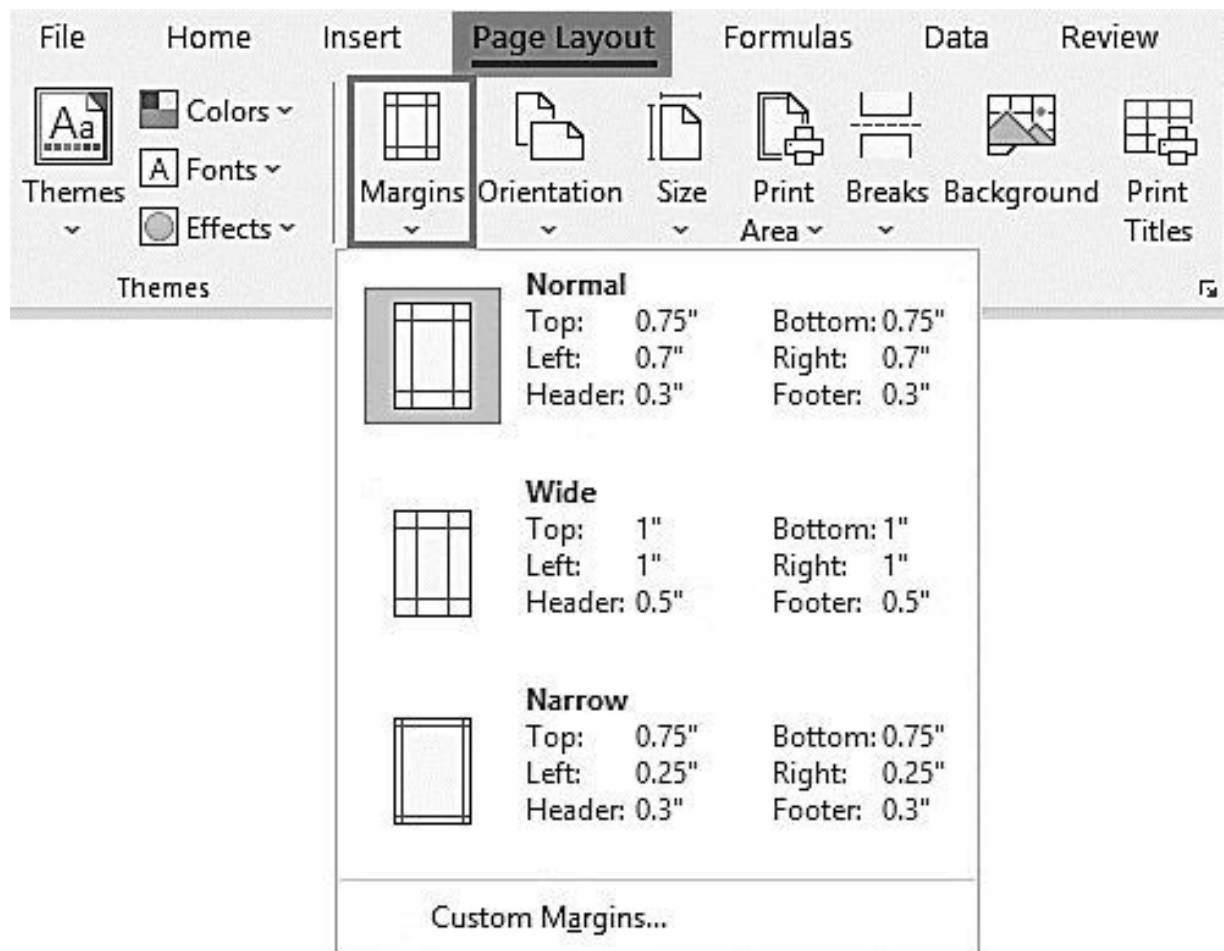 File Home Insert Page Layout Formulas Data Review
Aa Colors
A Fonts
Themes Margins Orientation Size Print Breaks Background Print
Effects Area Titles
Themes
Normal
Top: 0.75" Bottom: 0.75"
Left: 0.7" Right: 0.7"
Header: 0.3" Footer: 0.3"
Wide
Top: 1" Bottom: 1"
Left: 1" Right: 1"
Header: 0.5" Footer: 0.5"
Narrow
Top: 0.75" Bottom: 0.75"
Left: 0.25" Right: 0.25"
Header: 0.3" Footer: 0.3"
Custom Margins...